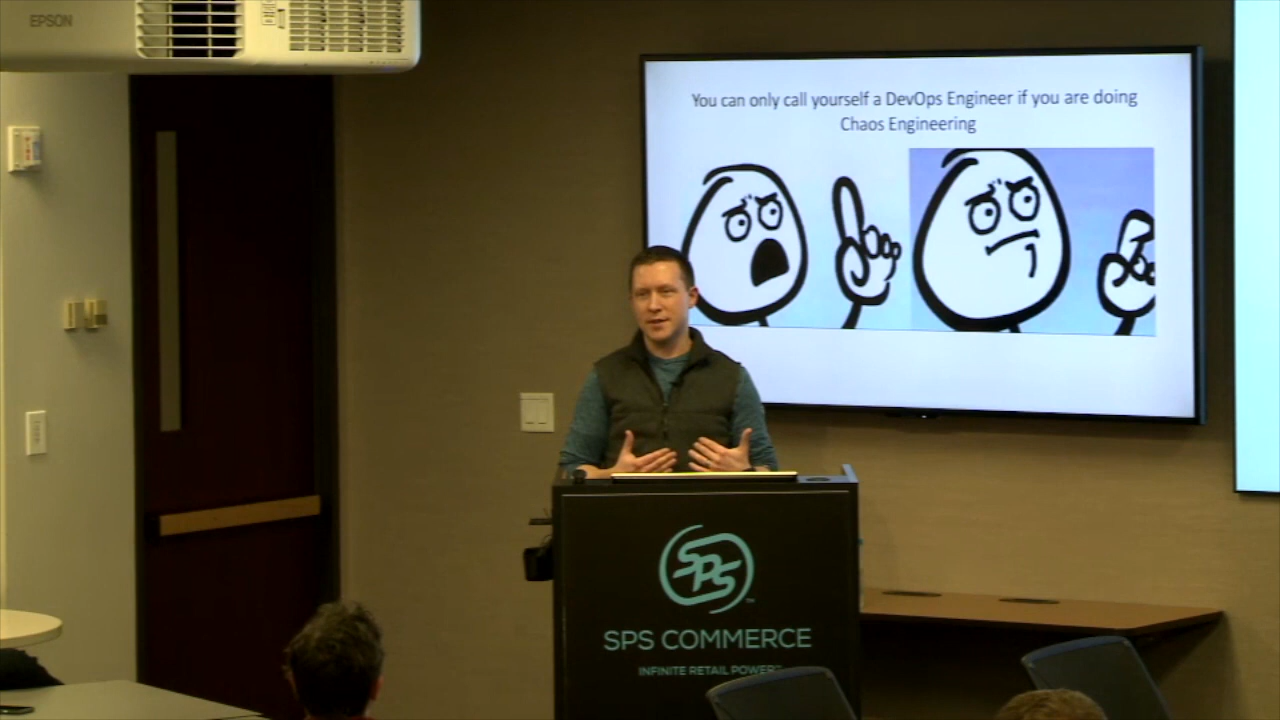 EPSON
You can only call yourself a DevOps Engineer if you are doing
Chaos Engineering
SPS
SPS COMMERCE
INFINITE RETAIL POWER™